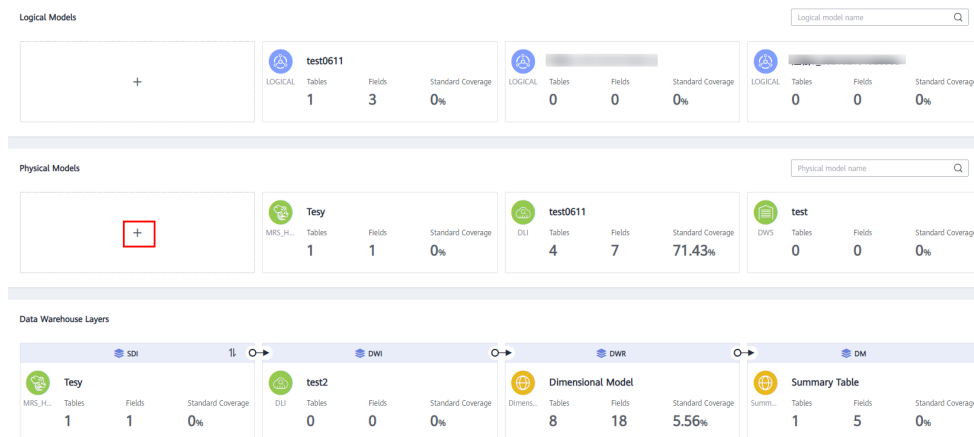 Logical Models
Logical model name
+
test0611
LOGICAL Tables Fields Standard Coverage
1 3 0%
LOGICAL Tables Fields Standard Coverage
0 0 0%
LOGICAL Tables Fields Standard Coverage
0 0 0%
Physical Models
Physical model name
+
Tesy
MRS_H... Tables Fields Standard Coverage
1 1 0%
test0611
DLI Tables Fields Standard Coverage
4 7 71.43%
test
DWS Tables Fields Standard Coverage
0 0 0%
Data Warehouse Layers
SDI
DWI
DWR
DM
Tesy
MRS_H... Tables Fields Standard Coverage
1 1 0%
test2
DLI Tables Fields Standard Coverage
0 0 0%
Dimensional Model
Dimens... Tables Fields Standard Coverage
8 18 5.56%
Summary Table
Summ... Tables Fields Standard Coverage
1 5 0%